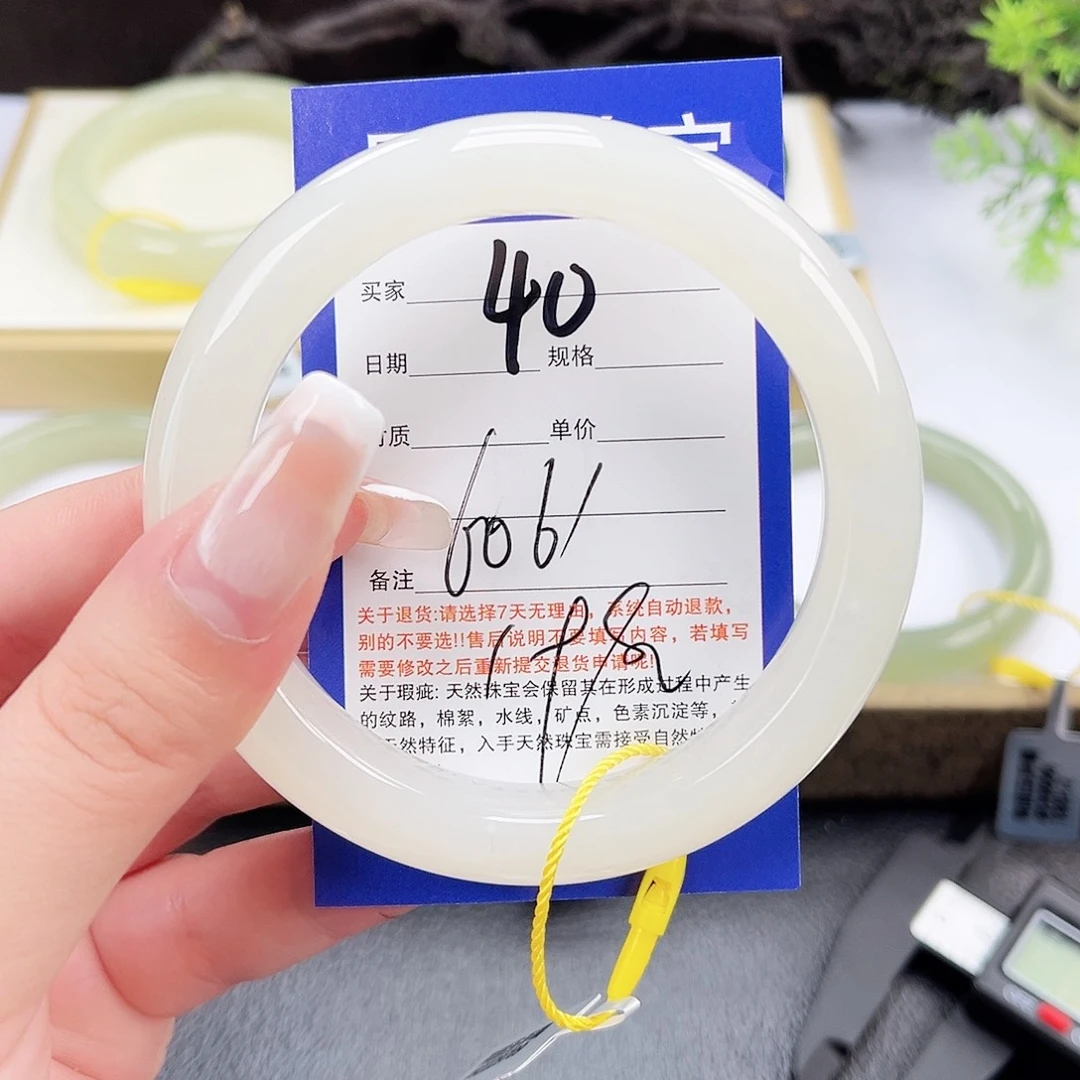 买家 40
日期 规格
质 单价
606/
备注
关于退货:请选择7天无理由，系统自动退款，
别的不要选!!售后说明不要填写内容，若填写
需要修改之后重新提交退货申请呢!
关于瑕疵: 天然珠宝会保留其在形成过程中产生
的纹路，棉絮，水线，矿点，色素沉淀等，
天然特征，入手天然珠宝需接受自然